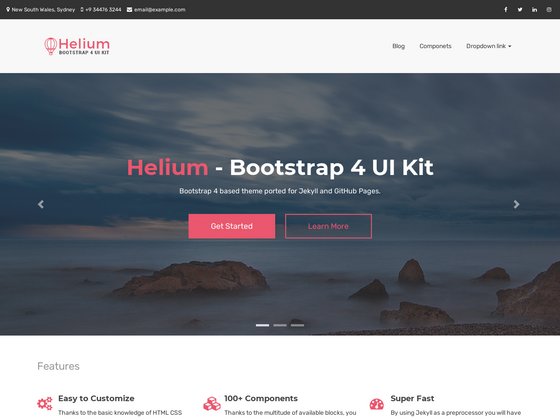 New South Wales, Sydney +9 34476 3244 email@example.com
Helium
BOOTSTRAP 4 UI KIT
Blog Componets Dropdown link
Helium - Bootstrap 4 UI Kit
Bootstrap 4 based theme ported for Jekyll and GitHub Pages.
Get Started Learn More
Features
Easy to Customize 100+ Components Super Fast
Thanks to the basic knowledge of HTML CSS Thanks to the multitude of available blocks, you By using Jekyll as a preprocessor you will have